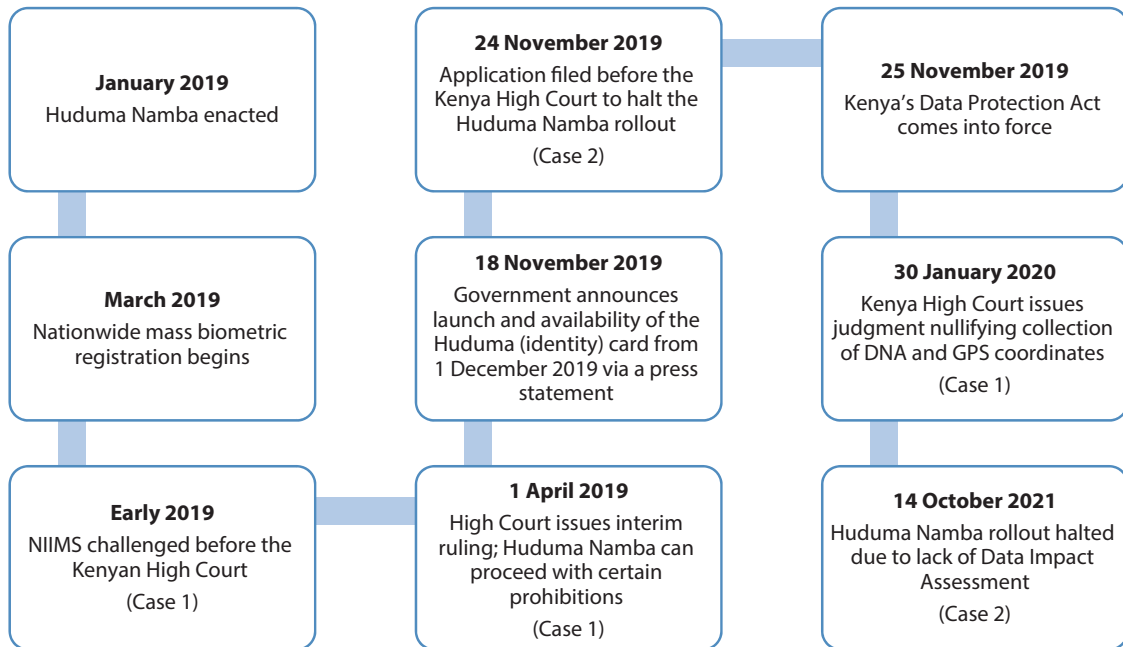 January 2019
Huduma Namba enacted
March 2019
Nationwide mass biometric
registration begins
Early 2019
NIIMS challenged before the
Kenyan High Court
(Case 1)
1 April 2019
High Court issues interim
ruling; Huduma Namba can
proceed with certain
prohibitions
(Case 1)
18 November 2019
Government announces
launch and availability of the
Huduma (identity) card from
1 December 2019 via a press
statement
24 November 2019
Application filed before the
Kenya High Court to halt the
Huduma Namba rollout
(Case 2)
25 November 2019
Kenya’s Data Protection Act
comes into force
30 January 2020
Kenya High Court issues
judgment nullifying collection
of DNA and GPS coordinates
(Case 1)
14 October 2021
Huduma Namba rollout halted
due to lack of Data Impact
Assessment
(Case 2)